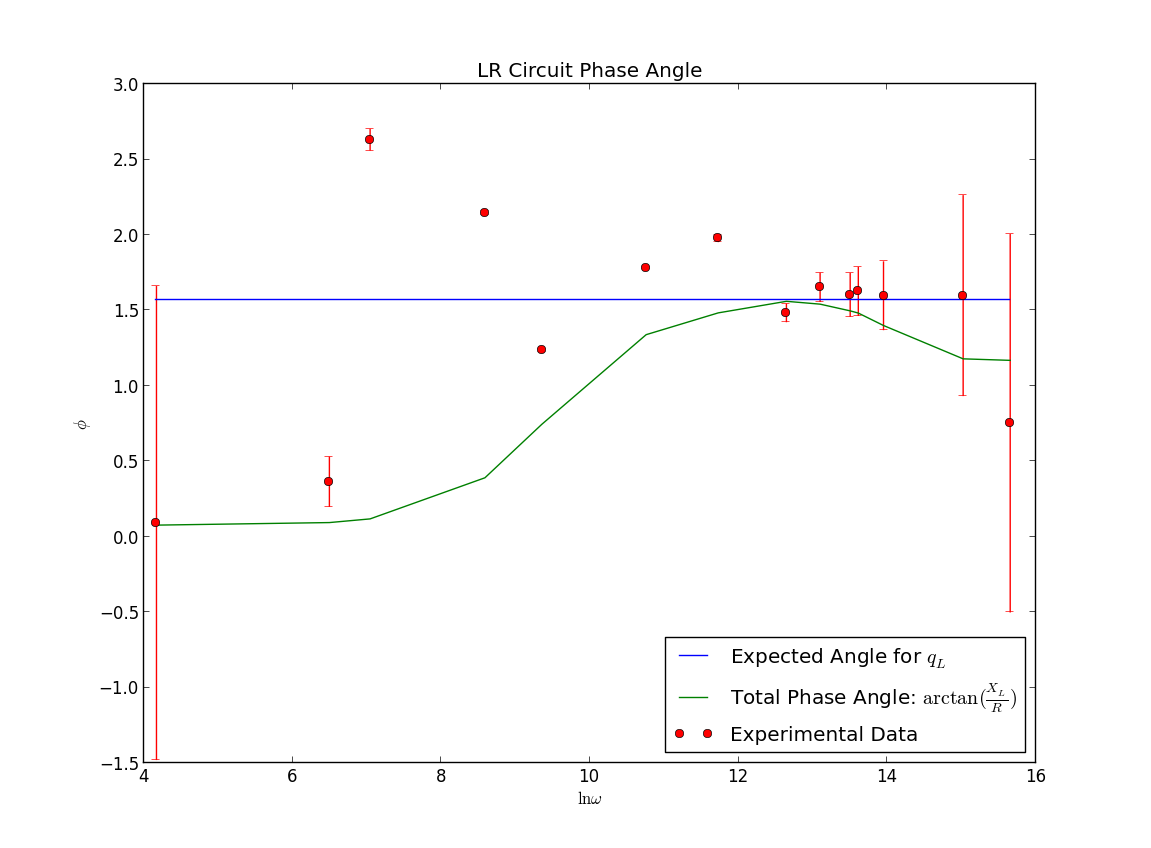 LR Circuit Phase Angle
3.0
2.5
2.0
1.5
1.0
0.5
0.0
−0.5
−1.0
−1.5
ϕ
4 6 8 10 12 14 16
lnω
Expected Angle for q_L
Total Phase Angle: arctan(X_L/R)
Experimental Data